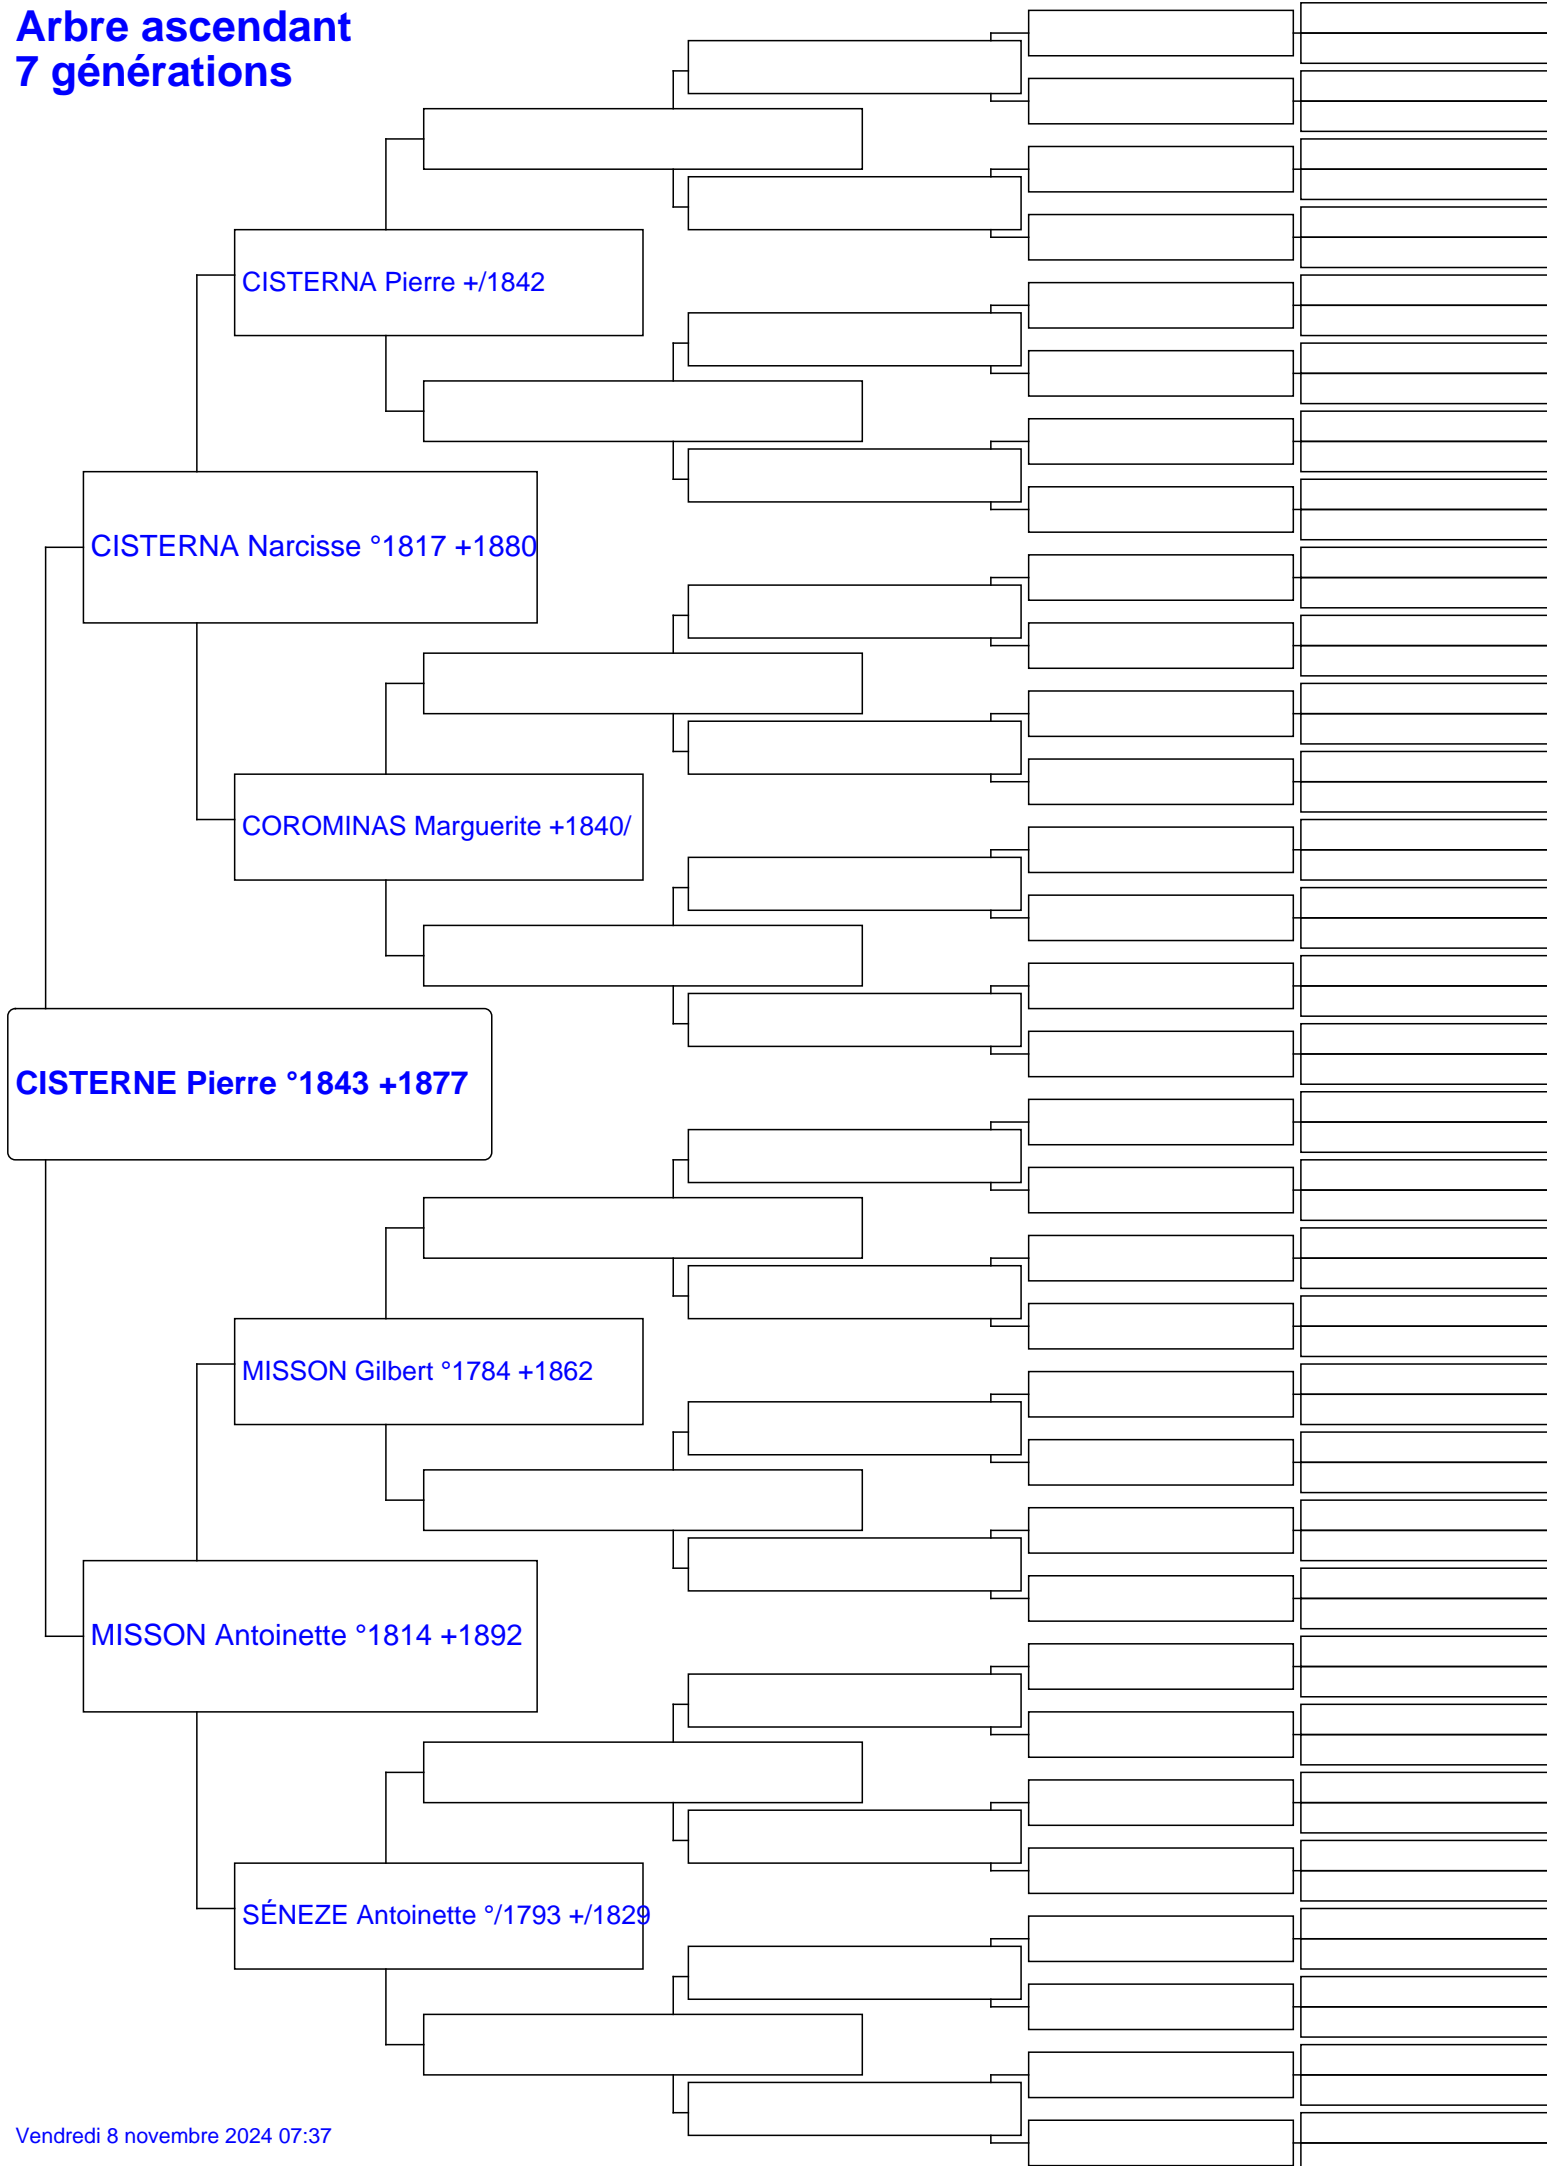 Arbre ascendant
7 générations
CISTERNA Pierre +/1842
CISTERNA Narcisse °1817 +1880
COROMINAS Marguerite +1840/
CISTERNE Pierre °1843 +1877
MISSON Gilbert °1784 +1862
MISSON Antoinette °1814 +1892
SÉNEZE Antoinette °/1793 +/1829
Vendredi 8 novembre 2024 07:37